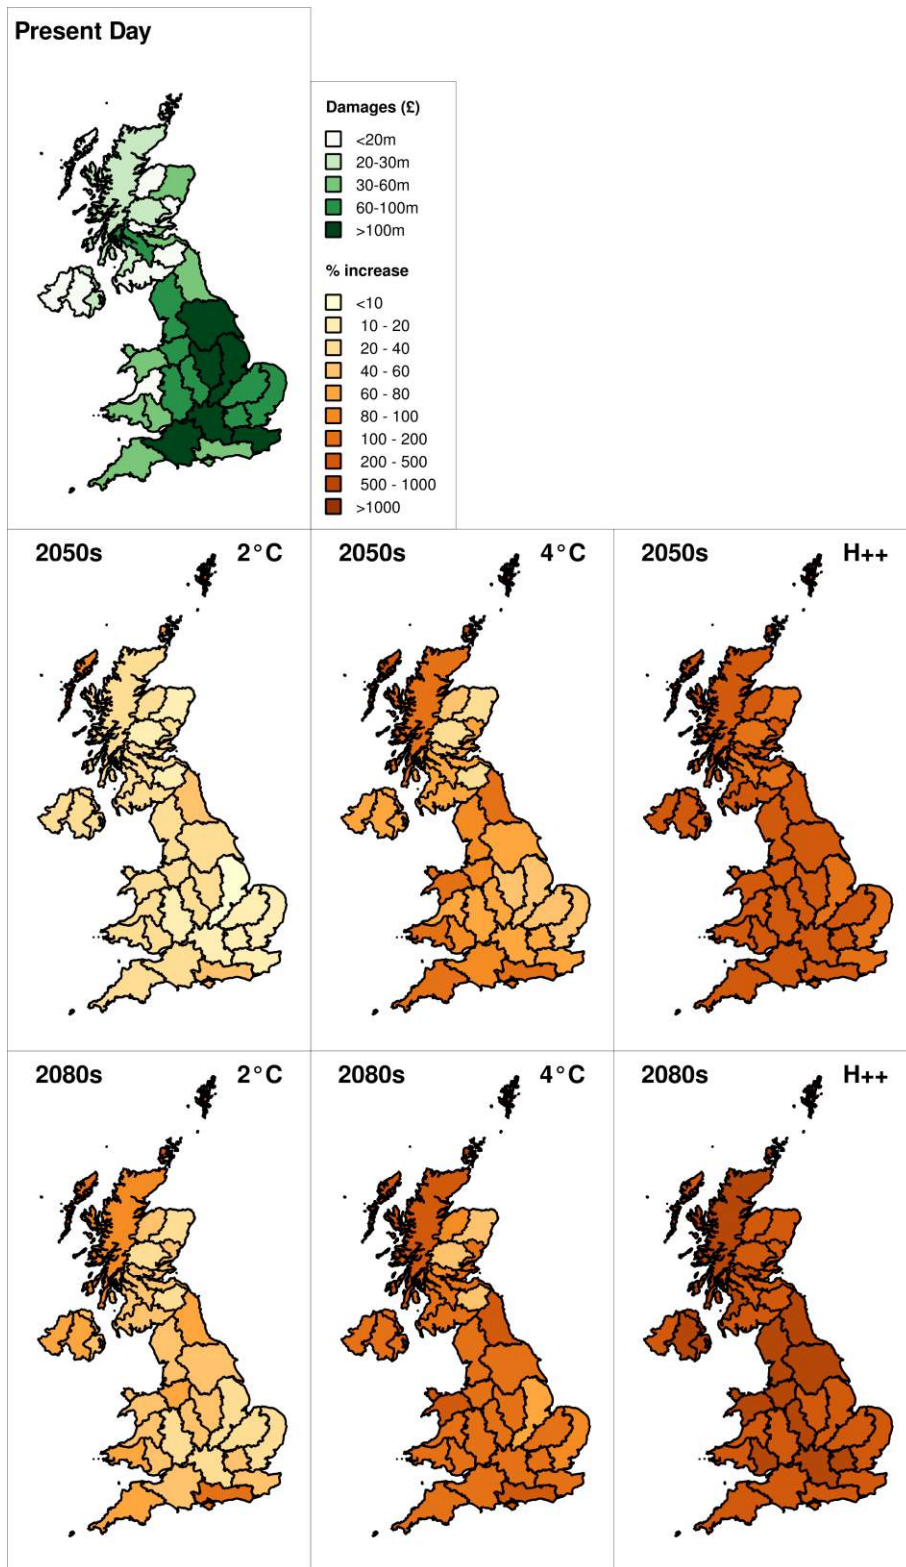 Present Day
Damages (£)
<20m
20-30m
30-60m
60-100m
>100m
% increase
<10
10 - 20
20 - 40
40 - 60
60 - 80
80 - 100
100 - 200
200 - 500
500 - 1000
>1000
2050s 2°C
2050s 4°C
2050s H++
2080s 2°C
2080s 4°C
2080s H++